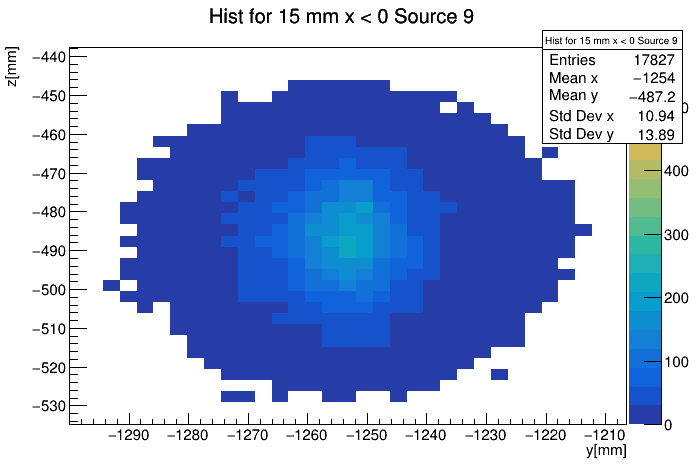 Hist for 15 mm x < 0 Source 9
z[mm]
−440
−450
−460
−470
−480
−490
−500
−510
−520
−530
−1290
−1280
−1270
−1260
−1250
−1240
−1230
−1220
−1210
y[mm]
Hist for 15 mm x < 0 Source 9
Entries 17827
Mean x −1254
Mean y −487.2
Std Dev x 10.94
Std Dev y 13.89
400
300
200
100
0